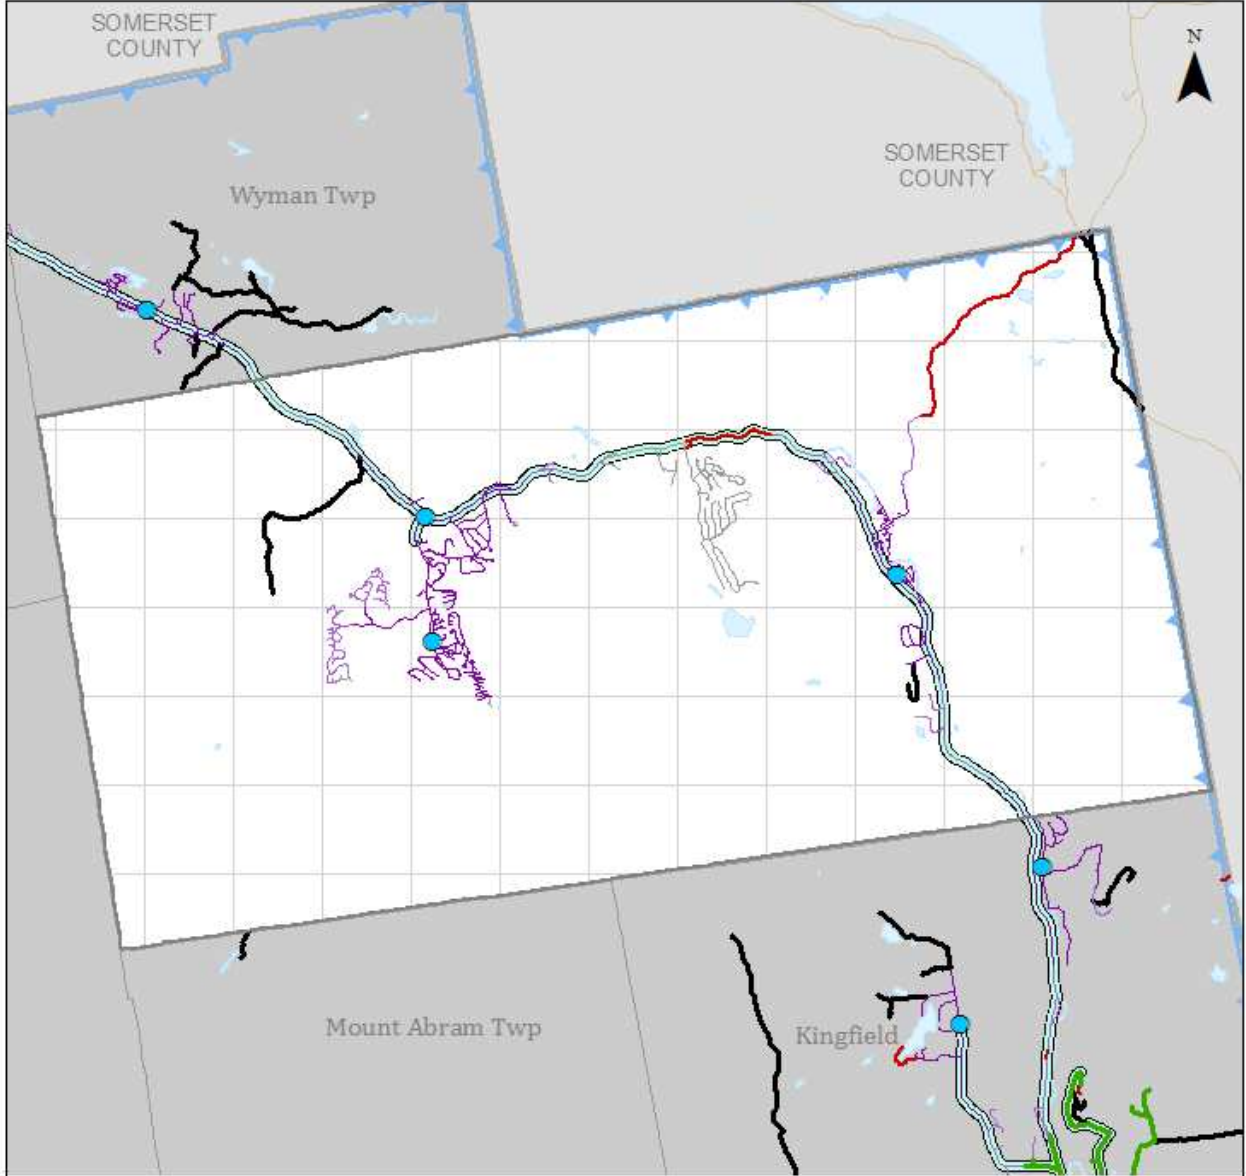 SOMERSET
COUNTY
N
SOMERSET
COUNTY
Wyman Twp
Mount Abram Twp
Kingfield